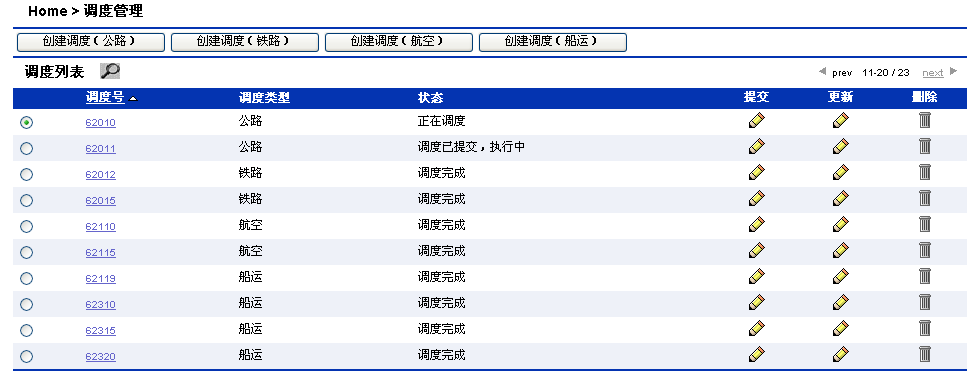 Home > 调度管理
创建调度（公路） 创建调度（铁路） 创建调度（航空） 创建调度（船运）
调度列表 prev 11-20 / 23 next
调度号 调度类型 状态 提交 更新 删除
62010 公路 正在调度
62011 公路 调度已提交，执行中
62012 铁路 调度完成
62015 铁路 调度完成
62110 航空 调度完成
62115 航空 调度完成
62119 船运 调度完成
62310 船运 调度完成
62315 船运 调度完成
62320 船运 调度完成